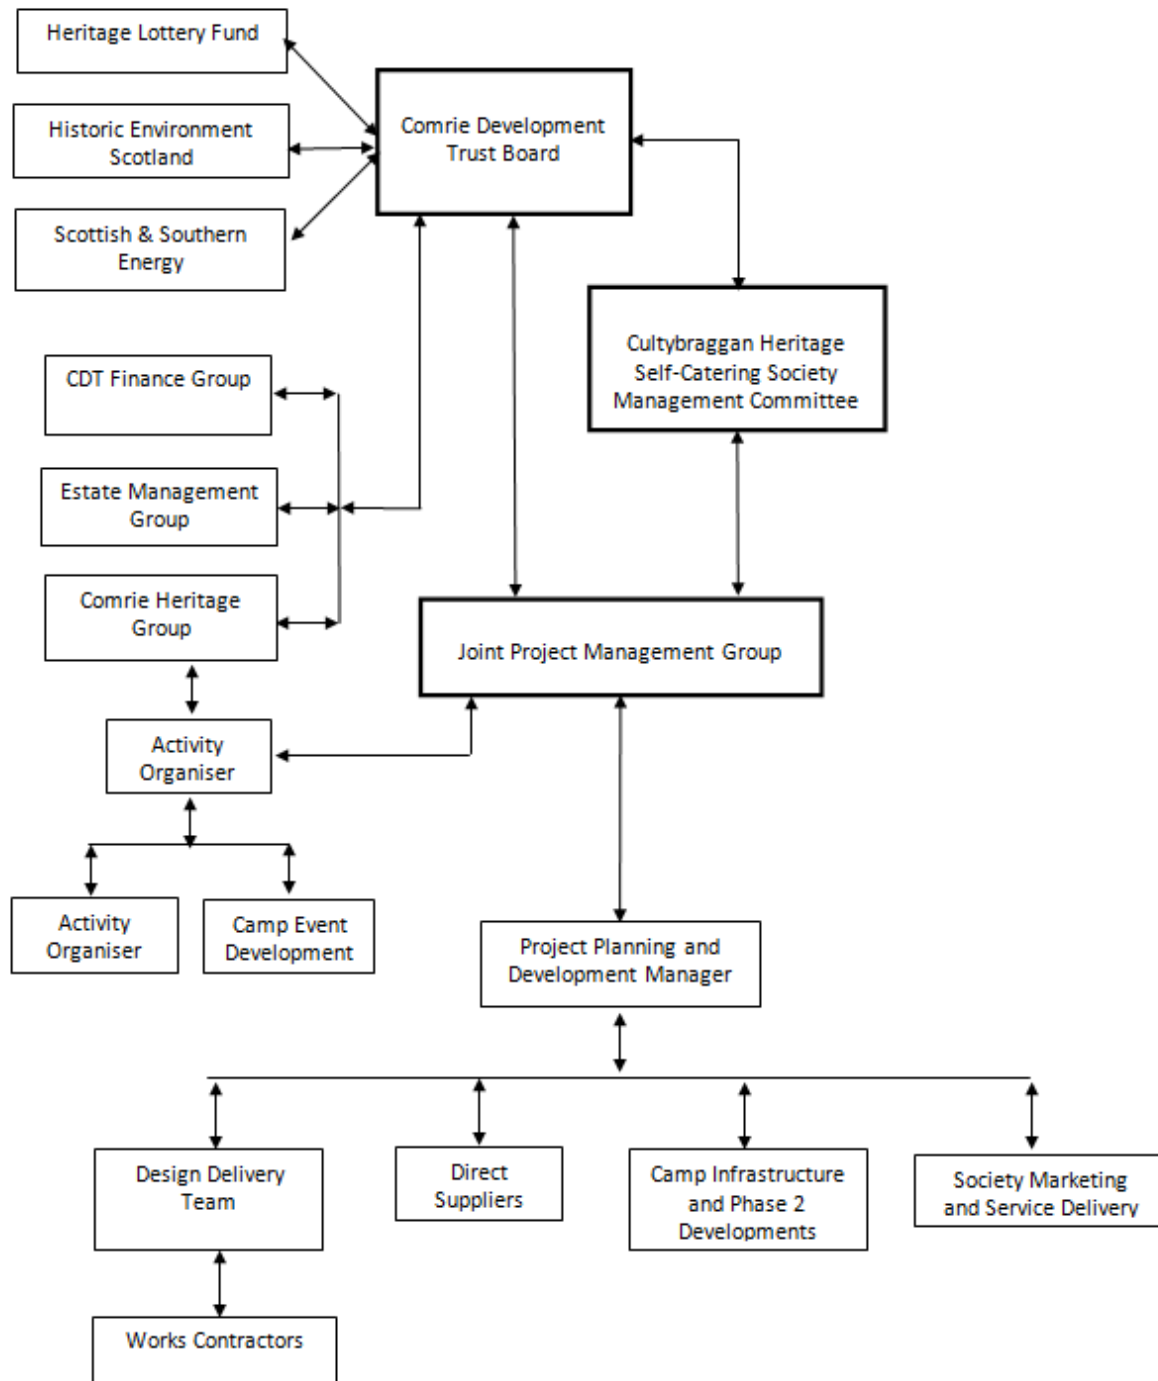 Heritage Lottery Fund
Comrie Development
Trust Board
Historic Environment
Scotland
Scottish & Southern
Energy
Cultybraggan Heritage
Self-Catering Society
Management Committee
CDT Finance Group
Estate Management
Group
Comrie Heritage
Group
Joint Project Management Group
Activity
Organiser
Activity
Organiser
Camp Event
Development
Project Planning and
Development Manager
Design Delivery
Team
Direct
Suppliers
Camp Infrastructure
and Phase 2
Developments
Society Marketing
and Service Delivery
Works Contractors